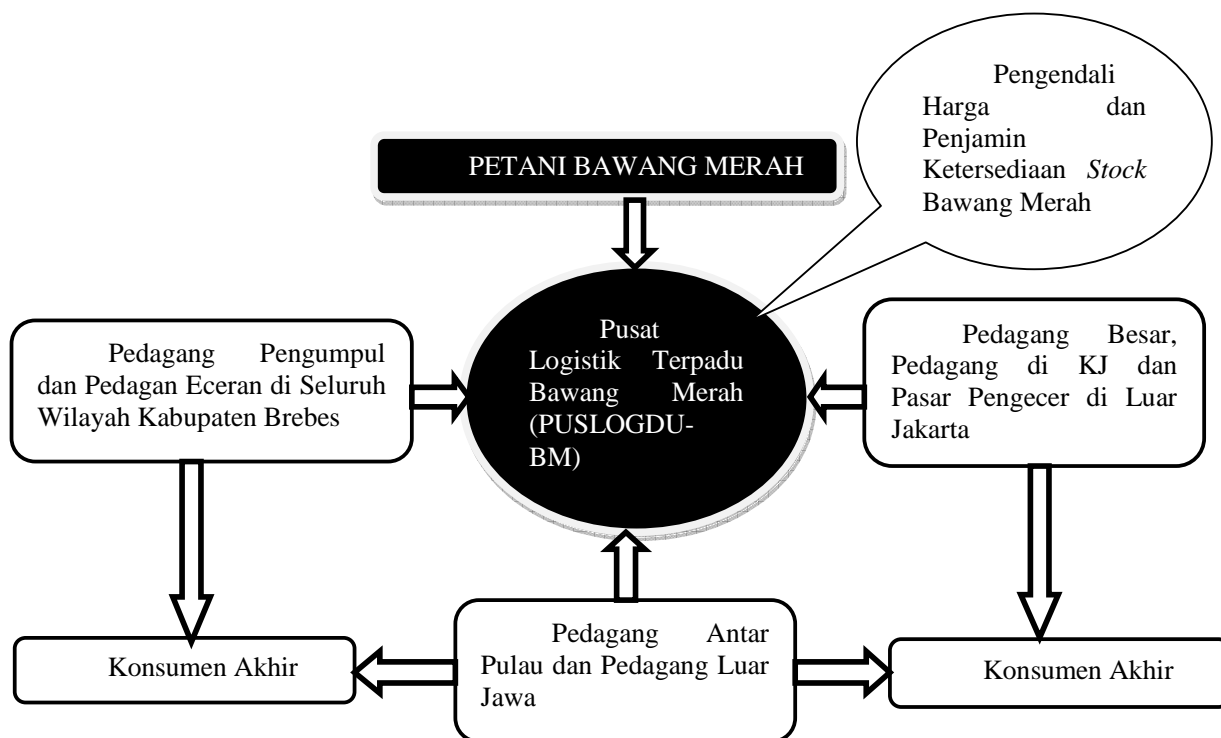 Pengendali
Harga dan
Penjamin
Ketersediaan Stock
Bawang Merah
PETANI BAWANG MERAH
Pusat
Logistik Terpadu
Bawang Merah
(PUSLOGDU-
BM)
Pedagang Pengumpul
dan Pedagan Eceran di Seluruh
Wilayah Kabupaten Brebes
Pedagang Besar,
Pedagang di KJ dan
Pasar Pengecer di Luar
Jakarta
Konsumen Akhir
Pedagang Antar
Pulau dan Pedagang Luar
Jawa
Konsumen Akhir